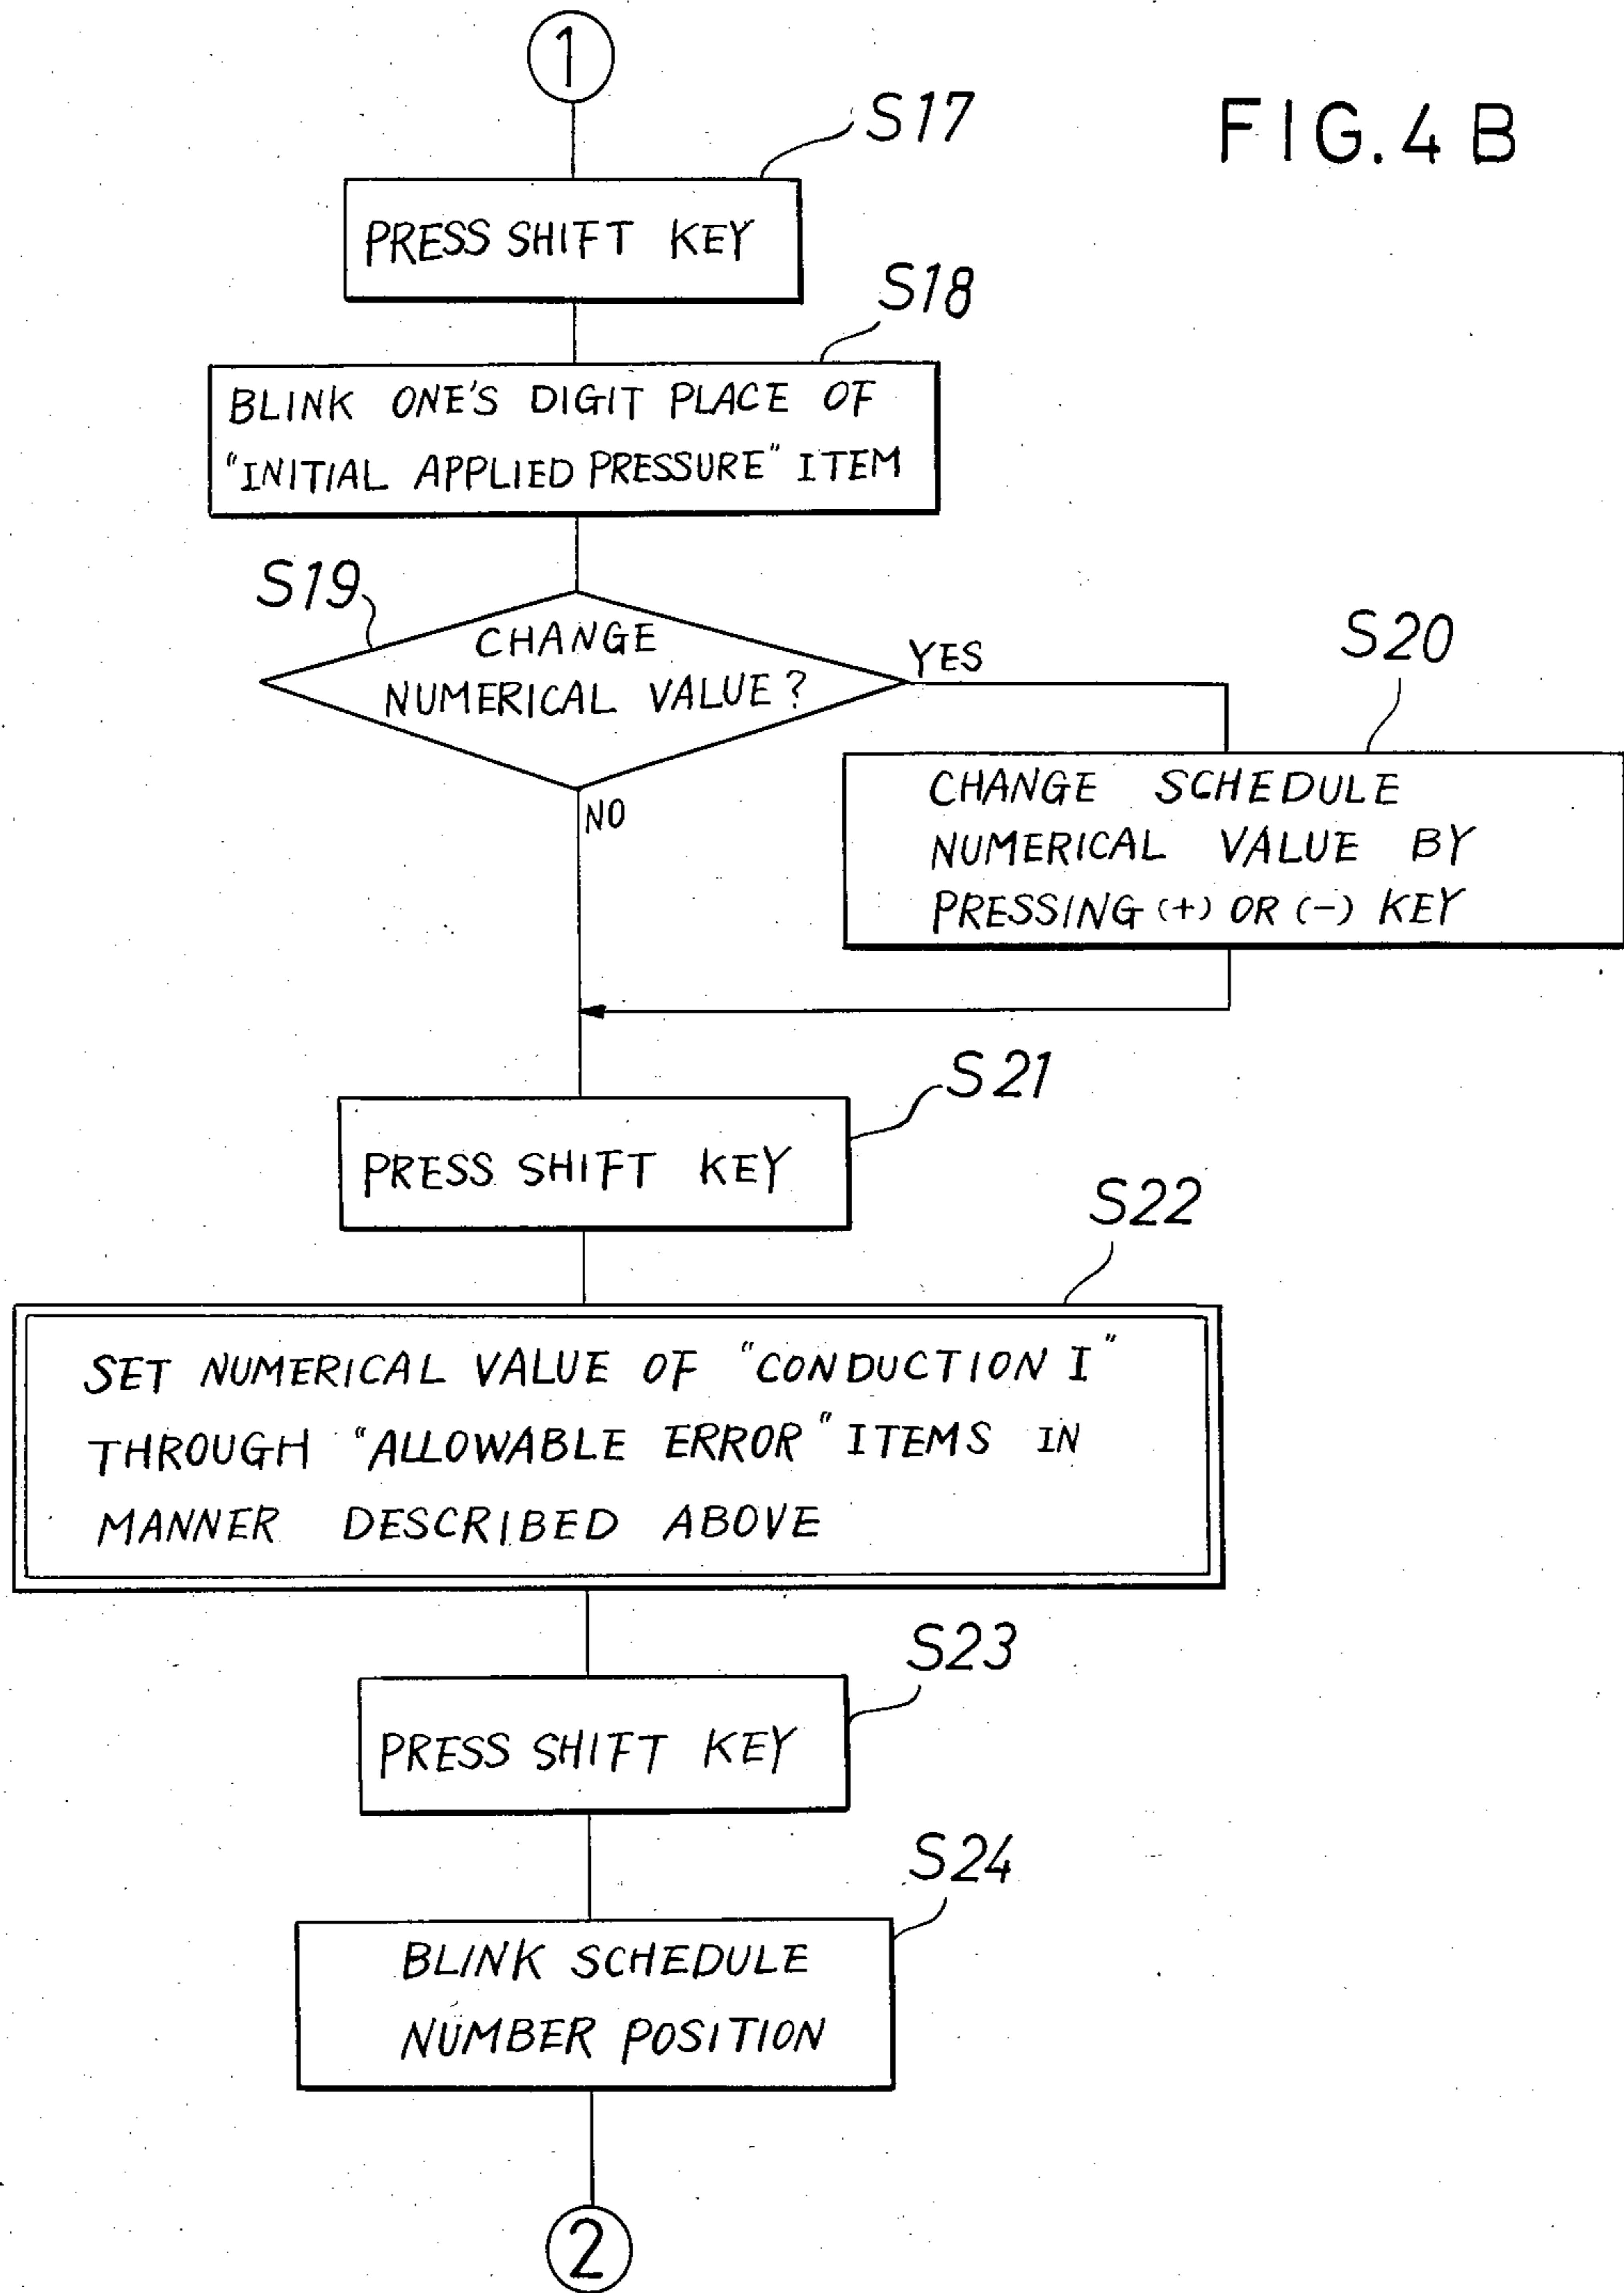 1
S17
FIG. 4 B
PRESS SHIFT KEY
S18
BLINK ONE'S DIGIT PLACE OF
"INITIAL APPLIED PRESSURE" ITEM
S19
CHANGE
NUMERICAL VALUE?
YES
S20
NO
CHANGE SCHEDULE
NUMERICAL VALUE BY
PRESSING (+) OR (-) KEY
S21
PRESS SHIFT KEY
S22
SET NUMERICAL VALUE OF "CONDUCTION I"
THROUGH "ALLOWABLE ERROR" ITEMS IN
MANNER DESCRIBED ABOVE
S23
PRESS SHIFT KEY
S24
BLINK SCHEDULE
NUMBER POSITION
2